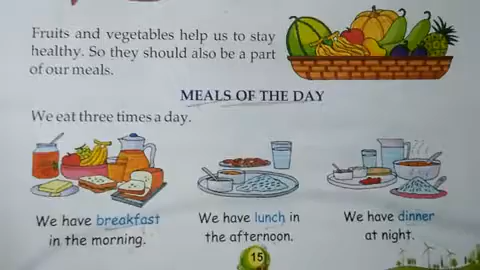 Fruits and vegetables help us to stay
healthy. So they should also be a part
of our meals.
MEALS OF THE DAY
We eat three times a day.
We have breakfast
in the morning.
We have lunch in
the afternoon.
We have dinner
at night.
15